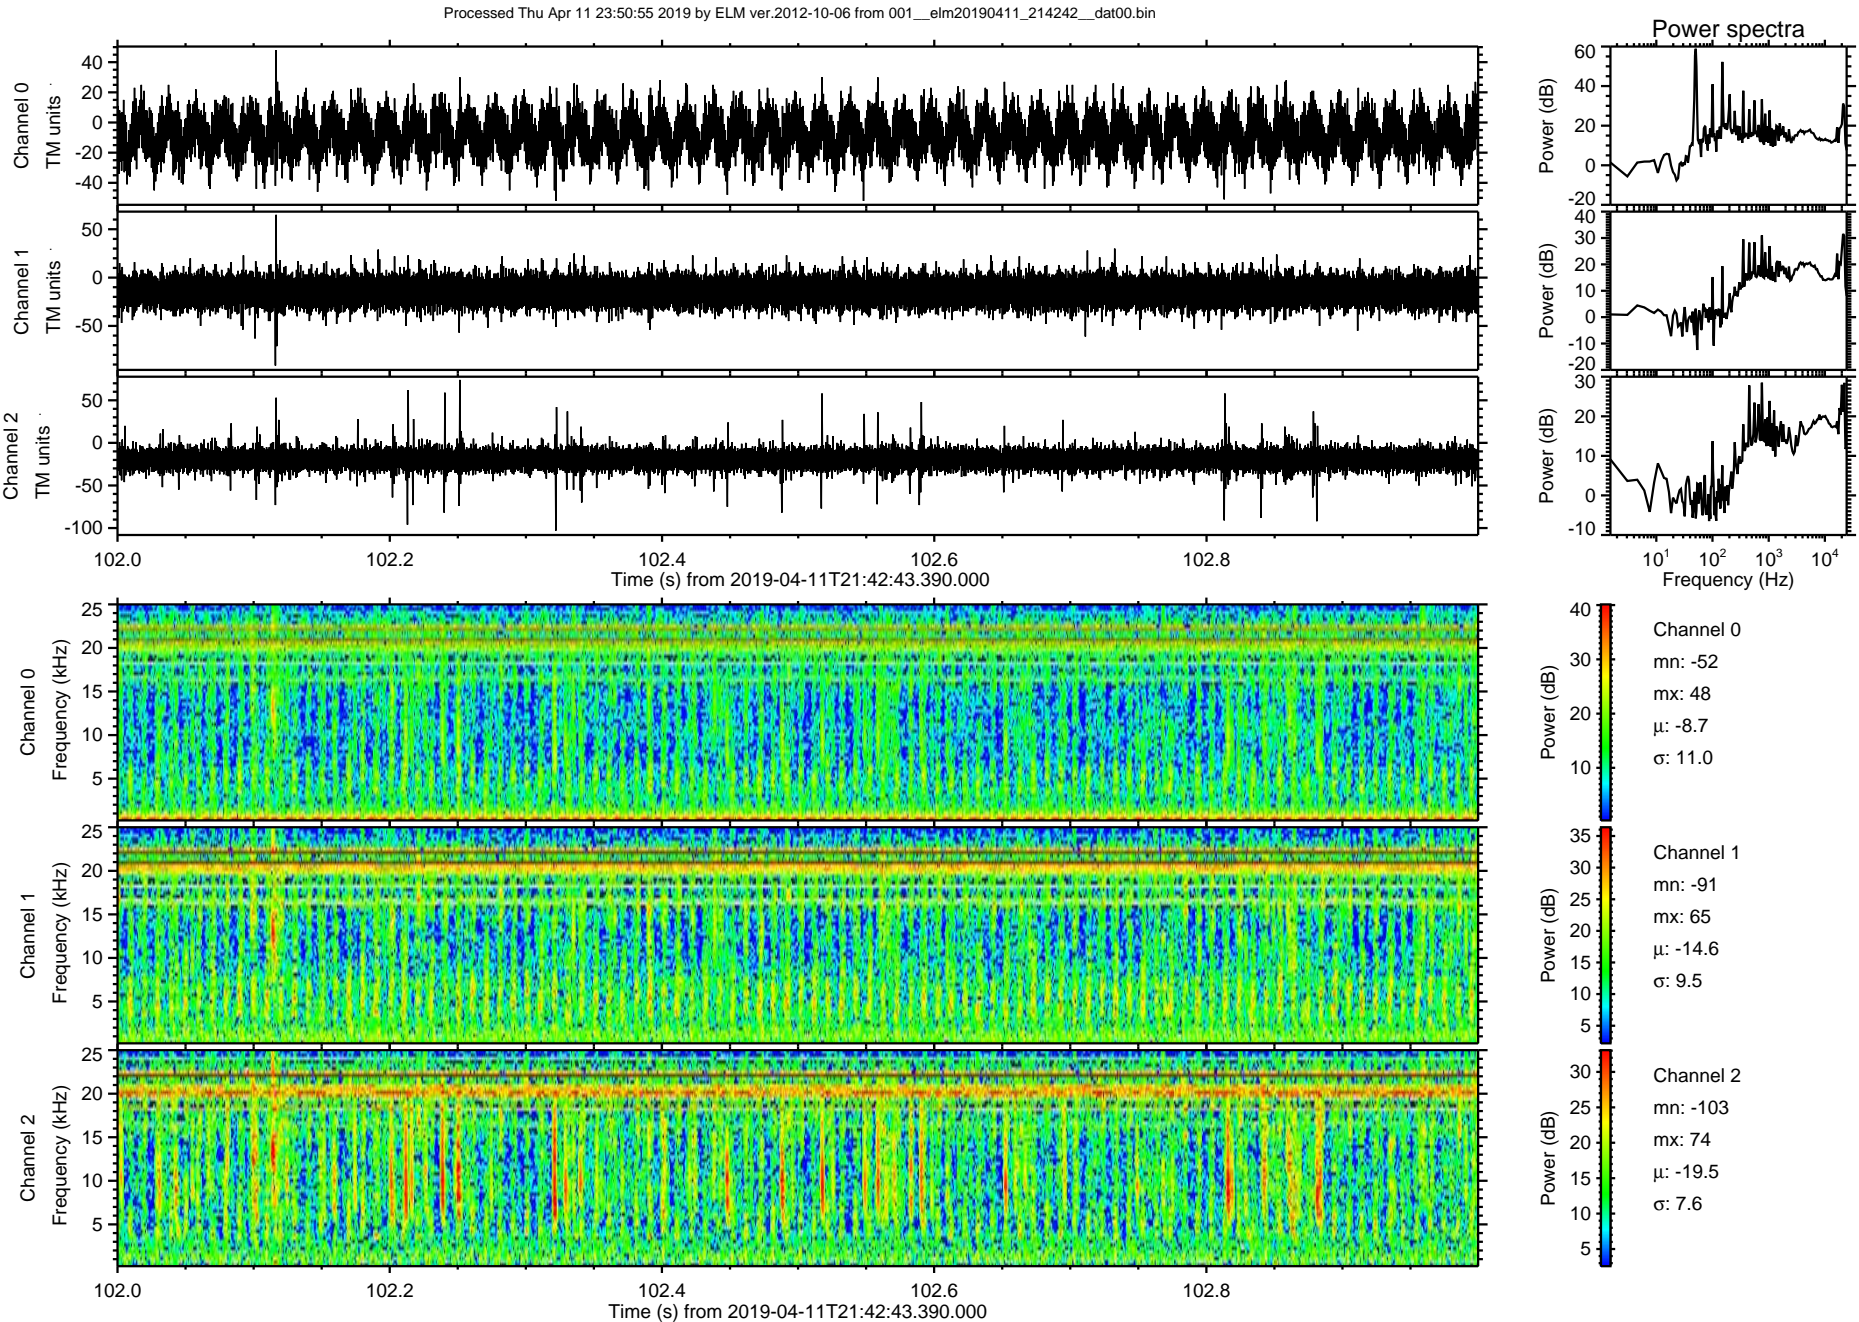 Processed Thu Apr 11 23:50:55 2019 by ELM ver.2012-10-06 from 001__elm20190411_214242__dat00.bin
Power spectra
Channel 0
TM units
40
20
0
-20
-40
Power (dB)
60
40
20
0
-20
Channel 1
TM units
50
0
-50
Power (dB)
40
30
20
10
0
-10
-20
Channel 2
TM units
50
0
-50
-100
Power (dB)
30
20
10
0
-10
102.0 102.2 102.4 102.6 102.8
Time (s) from 2019-04-11T21:42:43.390.000
10^1 10^2 10^3 10^4
Frequency (Hz)
Channel 0
Frequency (kHz)
25
20
15
10
5
Power (dB)
40
30
20
10
Channel 0
mn: -52
mx: 48
μ: -8.7
σ: 11.0
Channel 1
Frequency (kHz)
25
20
15
10
5
Power (dB)
35
30
25
20
15
10
5
Channel 1
mn: -91
mx: 65
μ: -14.6
σ: 9.5
Channel 2
Frequency (kHz)
25
20
15
10
5
Power (dB)
30
25
20
15
10
5
Channel 2
mn: -103
mx: 74
μ: -19.5
σ: 7.6
102.0 102.2 102.4 102.6 102.8
Time (s) from 2019-04-11T21:42:43.390.000